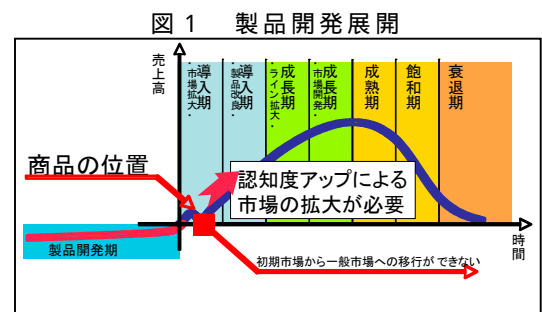 図１　製品開発展開
売上高
導入期
・市場拡大・
導入期
・製品改良・
成長期
・ライン拡大・
成長期
・市場開発・
成熟期
飽和期
衰退期
商品の位置
認知度アップによる
市場の拡大が必要
製品開発期
初期市場から一般市場への移行が できない
時間